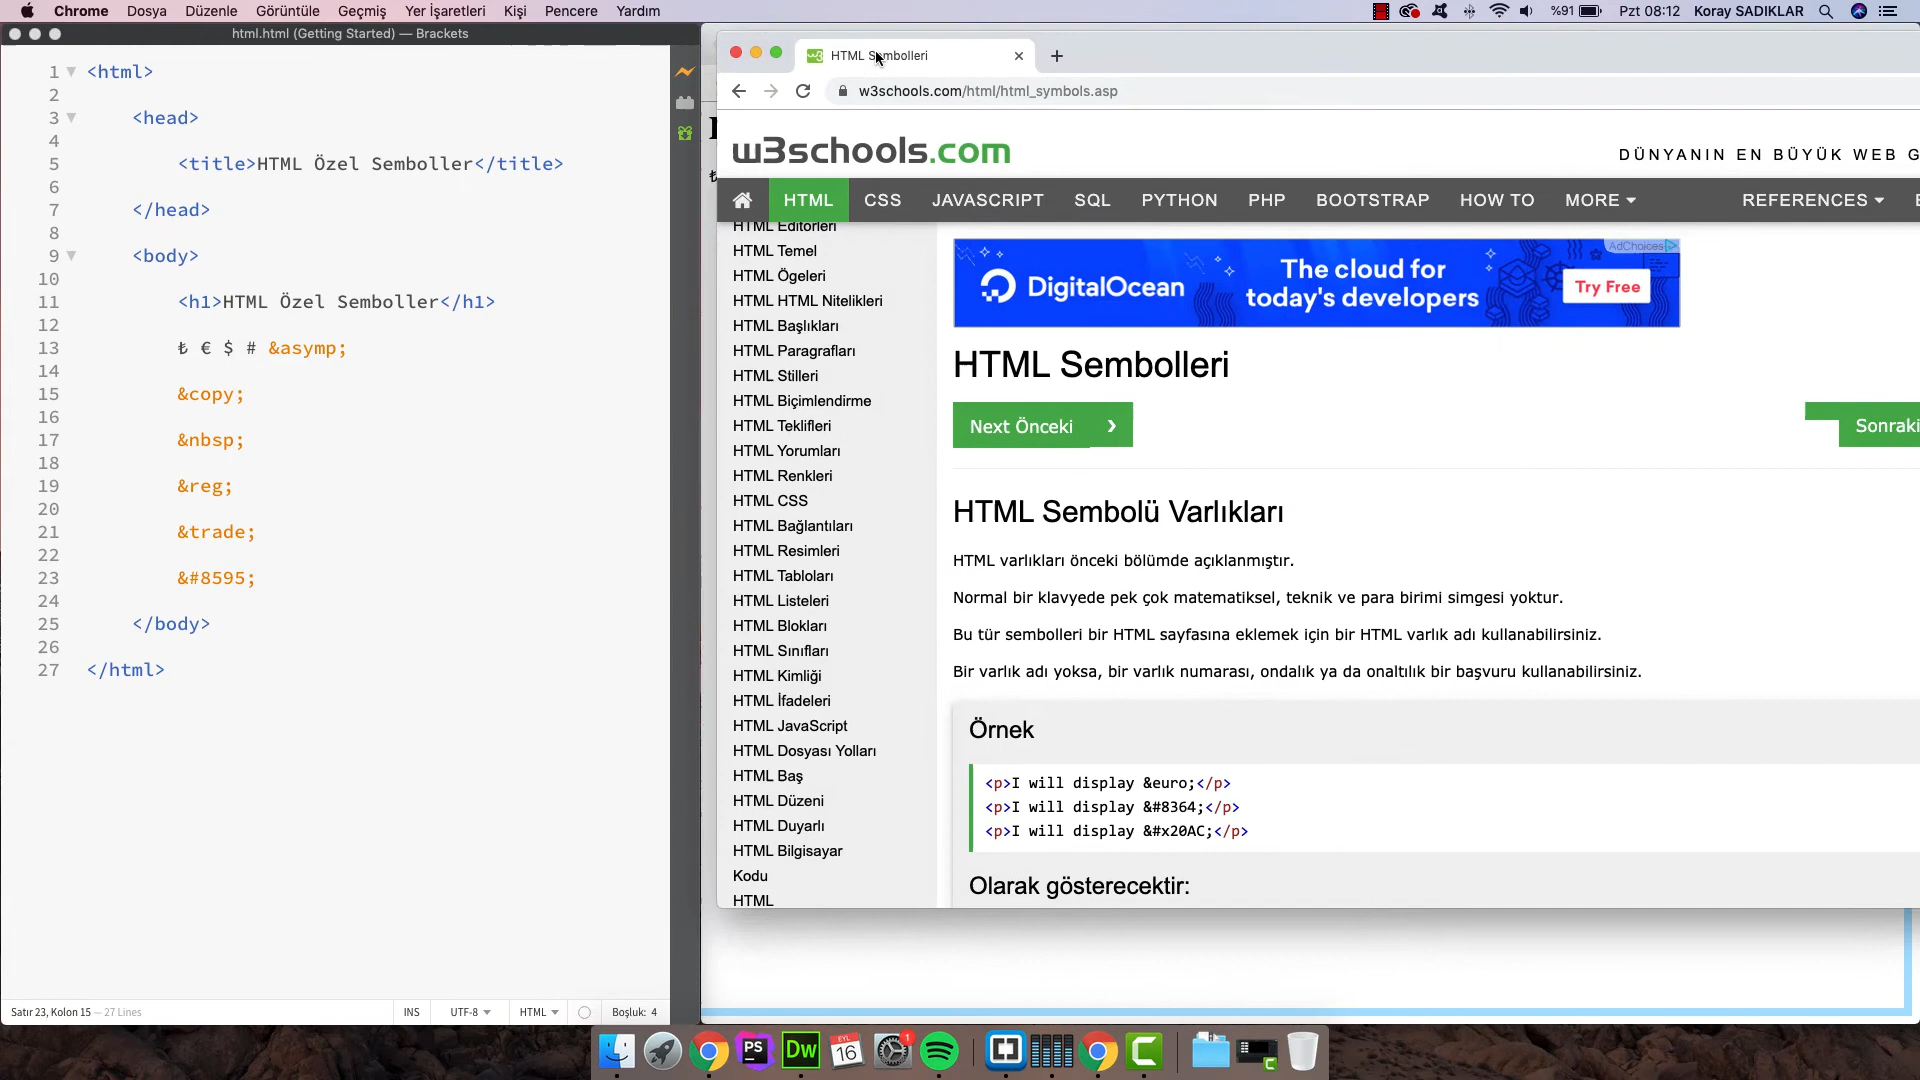 Chrome Dosya Düzenle Görüntüle Geçmiş Yer İşaretleri Kişi Pencere Yardım
%91 Pzt 08:12 Koray SADIKLAR
html.html (Getting Started) — Brackets
1 <html>
2
3 <head>
4
5 <title>HTML Özel Semboller</title>
6
7 </head>
8
9 <body>
10
11 <h1>HTML Özel Semboller</h1>
12
13 ₺ € $ # &asymp;
14
15 &copy;
16
17 &nbsp;
18
19 &reg;
20
21 &trade;
22
23 &#8595;
24
25 </body>
26
27 </html>
Satır 23, Kolon 15 — 27 Lines
INS UTF-8 HTML Boşluk: 4
HTML Sembolleri
w3schools.com/html/html_symbols.asp
w3schools.com
DÜNYANIN EN BÜYÜK WEB G
HTML CSS JAVASCRIPT SQL PYTHON PHP BOOTSTRAP HOW TO MORE REFERENCES
HTML Editörleri
HTML Temel
HTML Ögeleri
HTML HTML Nitelikleri
HTML Başlıkları
HTML Paragrafları
HTML Stilleri
HTML Biçimlendirme
HTML Teklifleri
HTML Yorumları
HTML Renkleri
HTML CSS
HTML Bağlantıları
HTML Resimleri
HTML Tabloları
HTML Listeleri
HTML Blokları
HTML Sınıfları
HTML Kimliği
HTML İfadeleri
HTML JavaScript
HTML Dosyası Yolları
HTML Baş
HTML Düzeni
HTML Duyarlı
HTML Bilgisayar
Kodu
HTML
AdChoices
DigitalOcean
The cloud for
today's developers
Try Free
HTML Sembolleri
Next Önceki ❯
Sonraki
HTML Sembolü Varlıkları
HTML varlıkları önceki bölümde açıklanmıştır.
Normal bir klavyede pek çok matematiksel, teknik ve para birimi simgesi yoktur.
Bu tür sembolleri bir HTML sayfasına eklemek için bir HTML varlık adı kullanabilirsiniz.
Bir varlık adı yoksa, bir varlık numarası, ondalık ya da onaltılık bir başvuru kullanabilirsiniz.
Örnek
<p>I will display &euro;</p>
<p>I will display &#8364;</p>
<p>I will display &#x20AC;</p>
Olarak gösterecektir:
PS
Dw
EYL
16
1